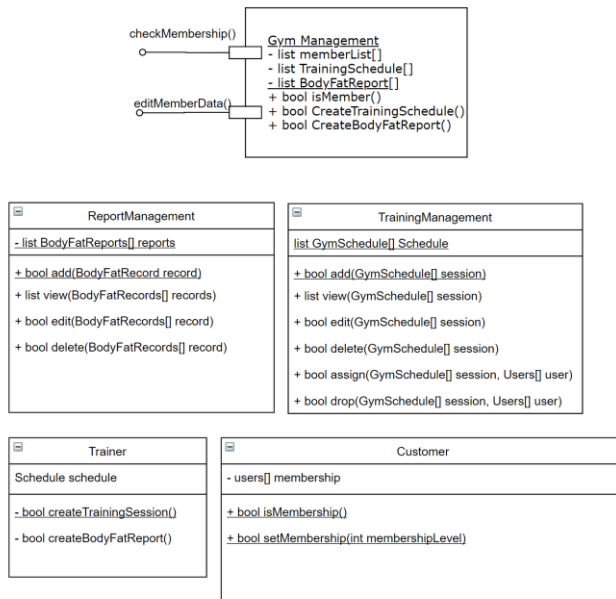 checkMembership()
editMemberData()
Gym Management
- list memberList[]
- list TrainingSchedule[]
- list BodyFatReport[]
+ bool isMember()
+ bool CreateTrainingSchedule()
+ bool CreateBodyFatReport()
ReportManagement
- list BodyFatReports[] reports
+ bool add(BodyFatRecord record)
+ list view(BodyFatRecords[] records)
+ bool edit(BodyFatRecords[] record)
+ bool delete(BodyFatRecords[] record)
TrainingManagement
list GymSchedule[] Schedule
+ bool add(GymSchedule[] session)
+ list view(GymSchedule[] session)
+ bool edit(GymSchedule[] session)
+ bool delete(GymSchedule[] session)
+ bool assign(GymSchedule[] session, Users[] user)
+ bool drop(GymSchedule[] session, Users[] user)
Trainer
Schedule schedule
- bool createTrainingSession()
- bool createBodyFatReport()
Customer
- users[] membership
+ bool isMembership()
+ bool setMembership(int membershipLevel)